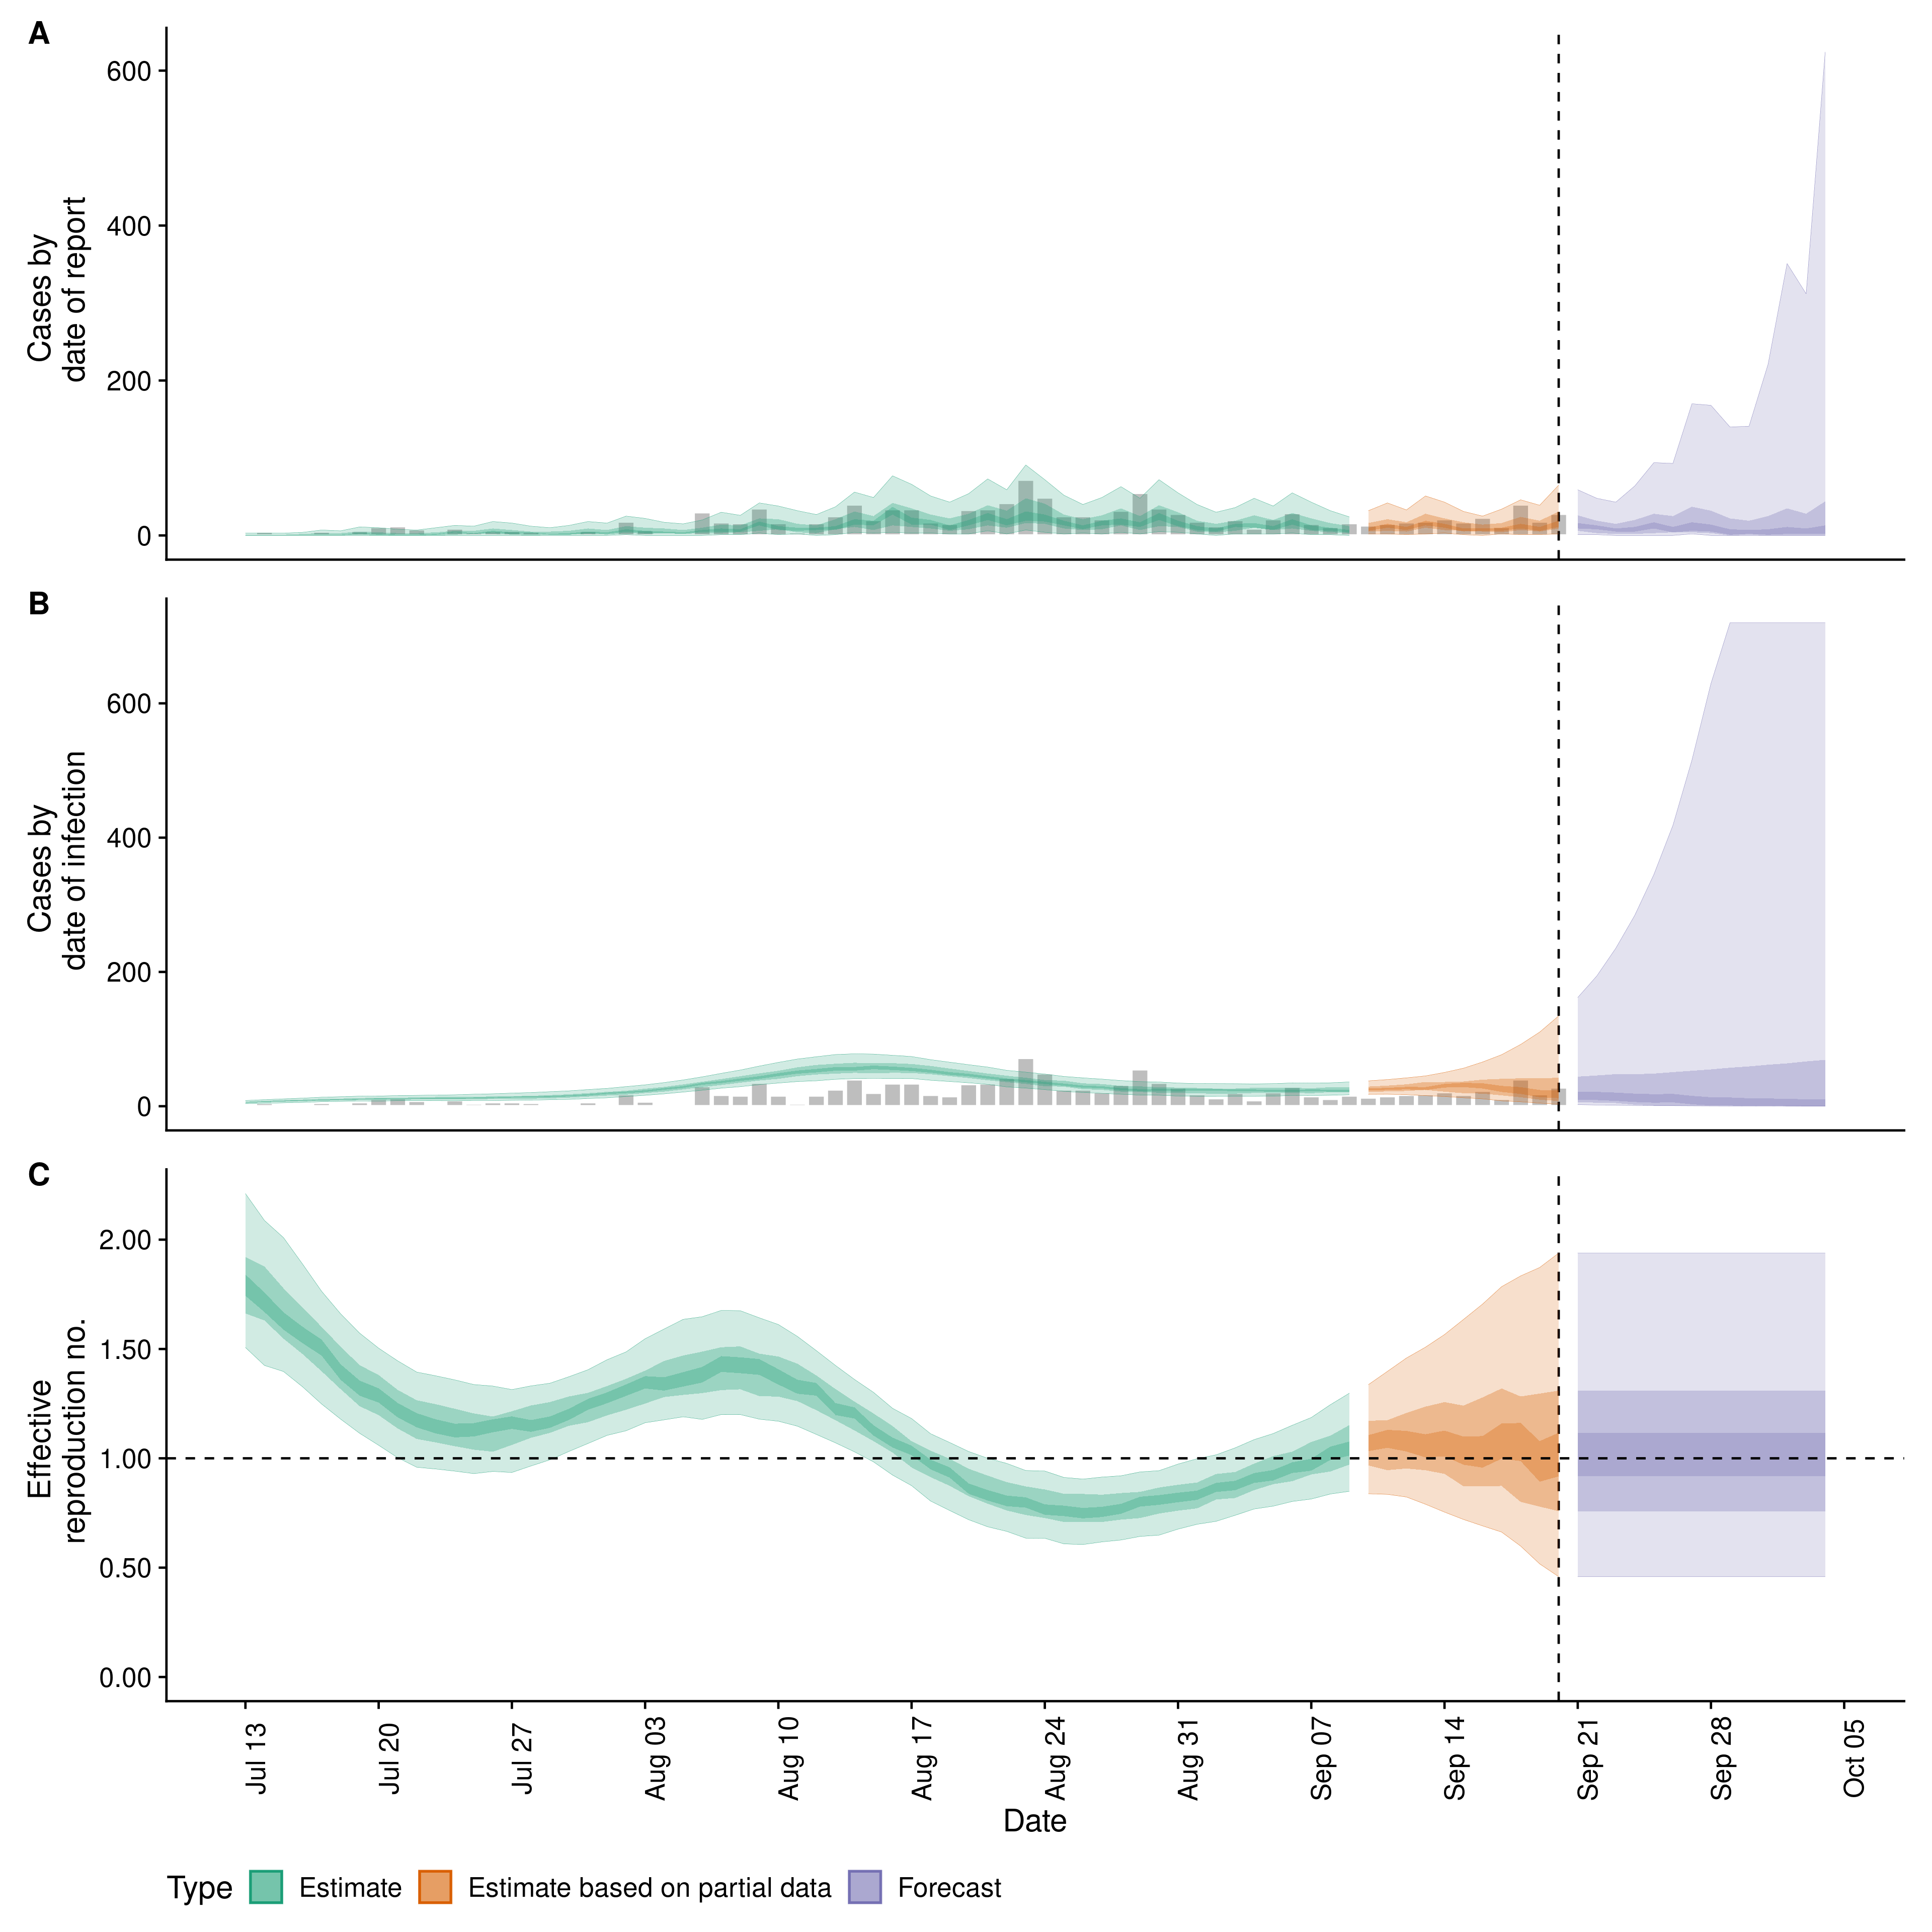 A
600
400
200
0
Cases by
date of report
B
600
400
200
0
Cases by
date of infection
C
2.00
1.50
1.00
0.50
0.00
Effective
reproduction no.
Jul 13
Jul 20
Jul 27
Aug 03
Aug 10
Aug 17
Aug 24
Aug 31
Sep 07
Sep 14
Sep 21
Sep 28
Oct 05
Date
Type Estimate Estimate based on partial data Forecast